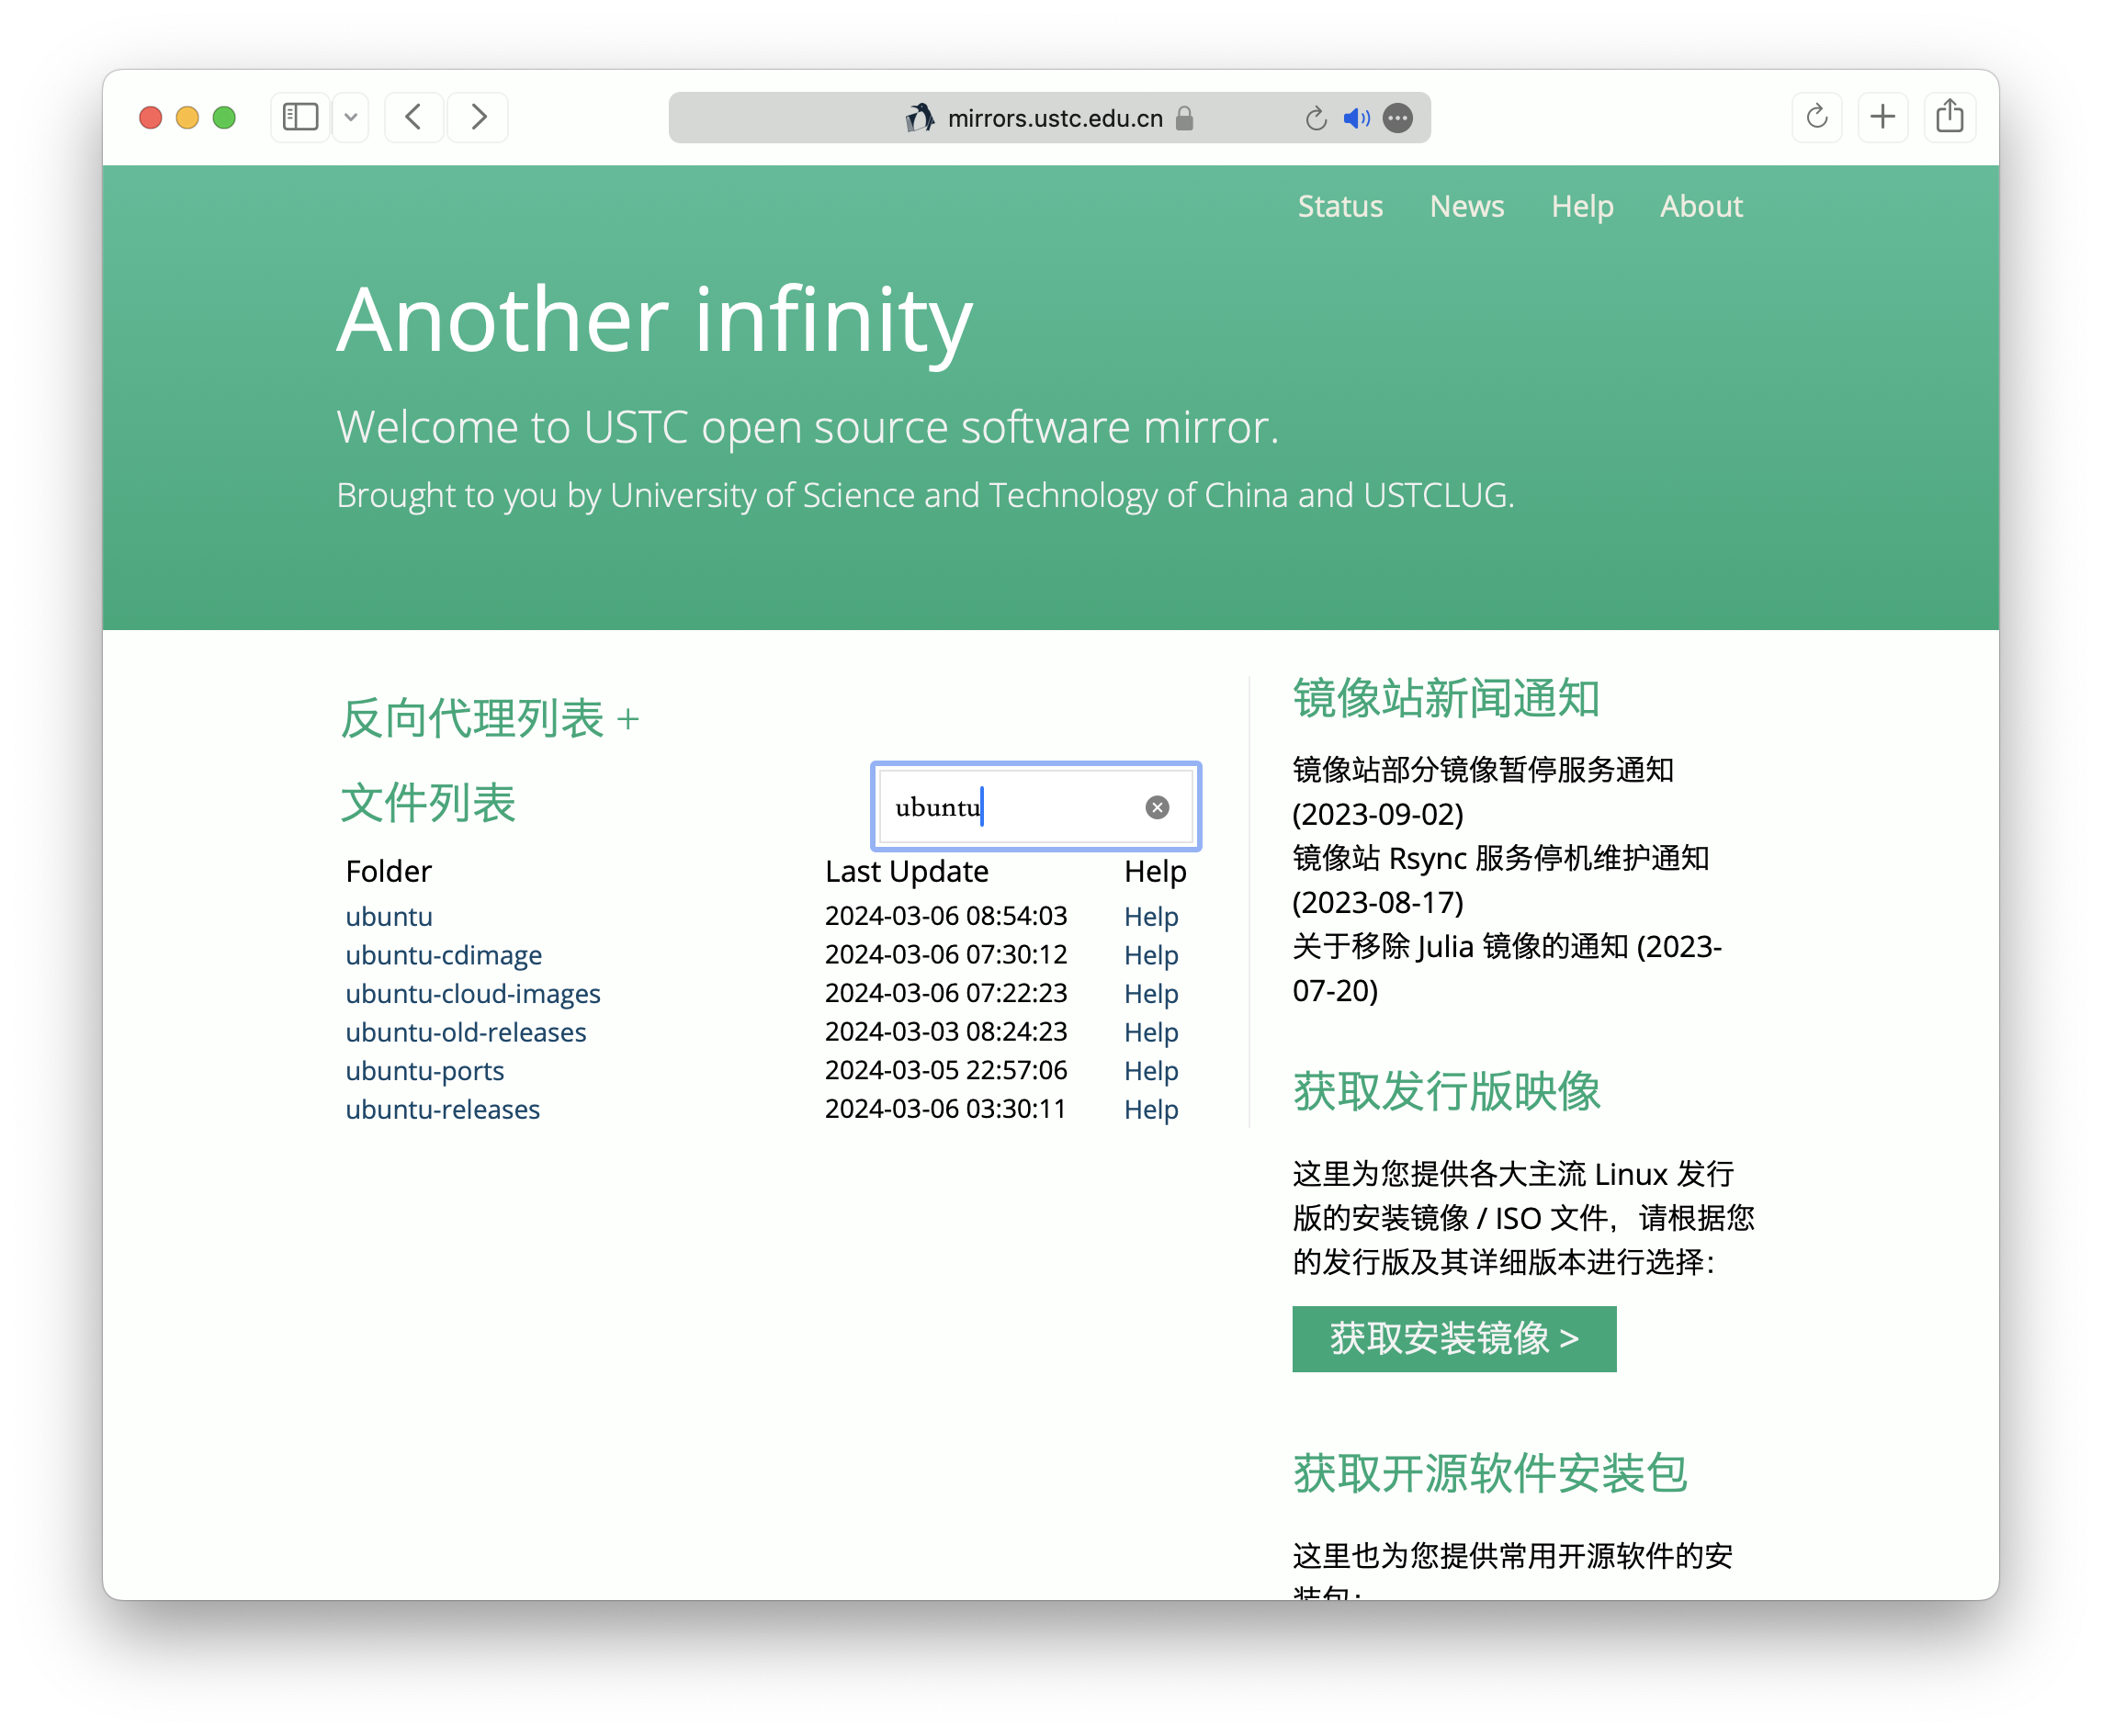 mirrors.ustc.edu.cn
Status News Help About
Another infinity
Welcome to USTC open source software mirror.
Brought to you by University of Science and Technology of China and USTCLUG.
反向代理列表 +
文件列表
ubuntu
Folder Last Update Help
ubuntu 2024-03-06 08:54:03 Help
ubuntu-cdimage 2024-03-06 07:30:12 Help
ubuntu-cloud-images 2024-03-06 07:22:23 Help
ubuntu-old-releases 2024-03-03 08:24:23 Help
ubuntu-ports 2024-03-05 22:57:06 Help
ubuntu-releases 2024-03-06 03:30:11 Help
镜像站新闻通知
镜像站部分镜像暂停服务通知
(2023-09-02)
镜像站 Rsync 服务停机维护通知
(2023-08-17)
关于移除 Julia 镜像的通知 (2023-
07-20)
获取发行版映像
这里为您提供各大主流 Linux 发行
版的安装镜像 / ISO 文件，请根据您
的发行版及其详细版本进行选择：
获取安装镜像 >
获取开源软件安装包
这里也为您提供常用开源软件的安
装包：